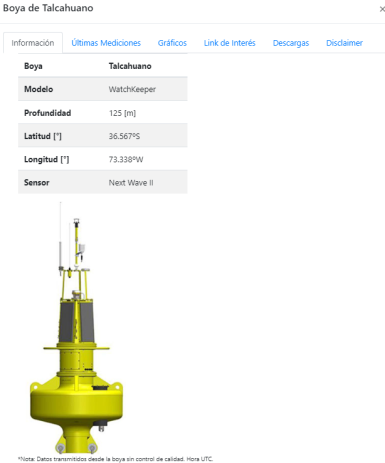 Boya de Talcahuano ×
Información Últimas Mediciones Gráficos Link de Interés Descargas Disclaimer
Boya Talcahuano
Modelo WatchKeeper
Profundidad 125 [m]
Latitud [°] 36.567ºS
Longitud [°] 73.338ºW
Sensor Next Wave II
*Nota: Datos transmitidos desde la boya sin control de calidad. Hora UTC.